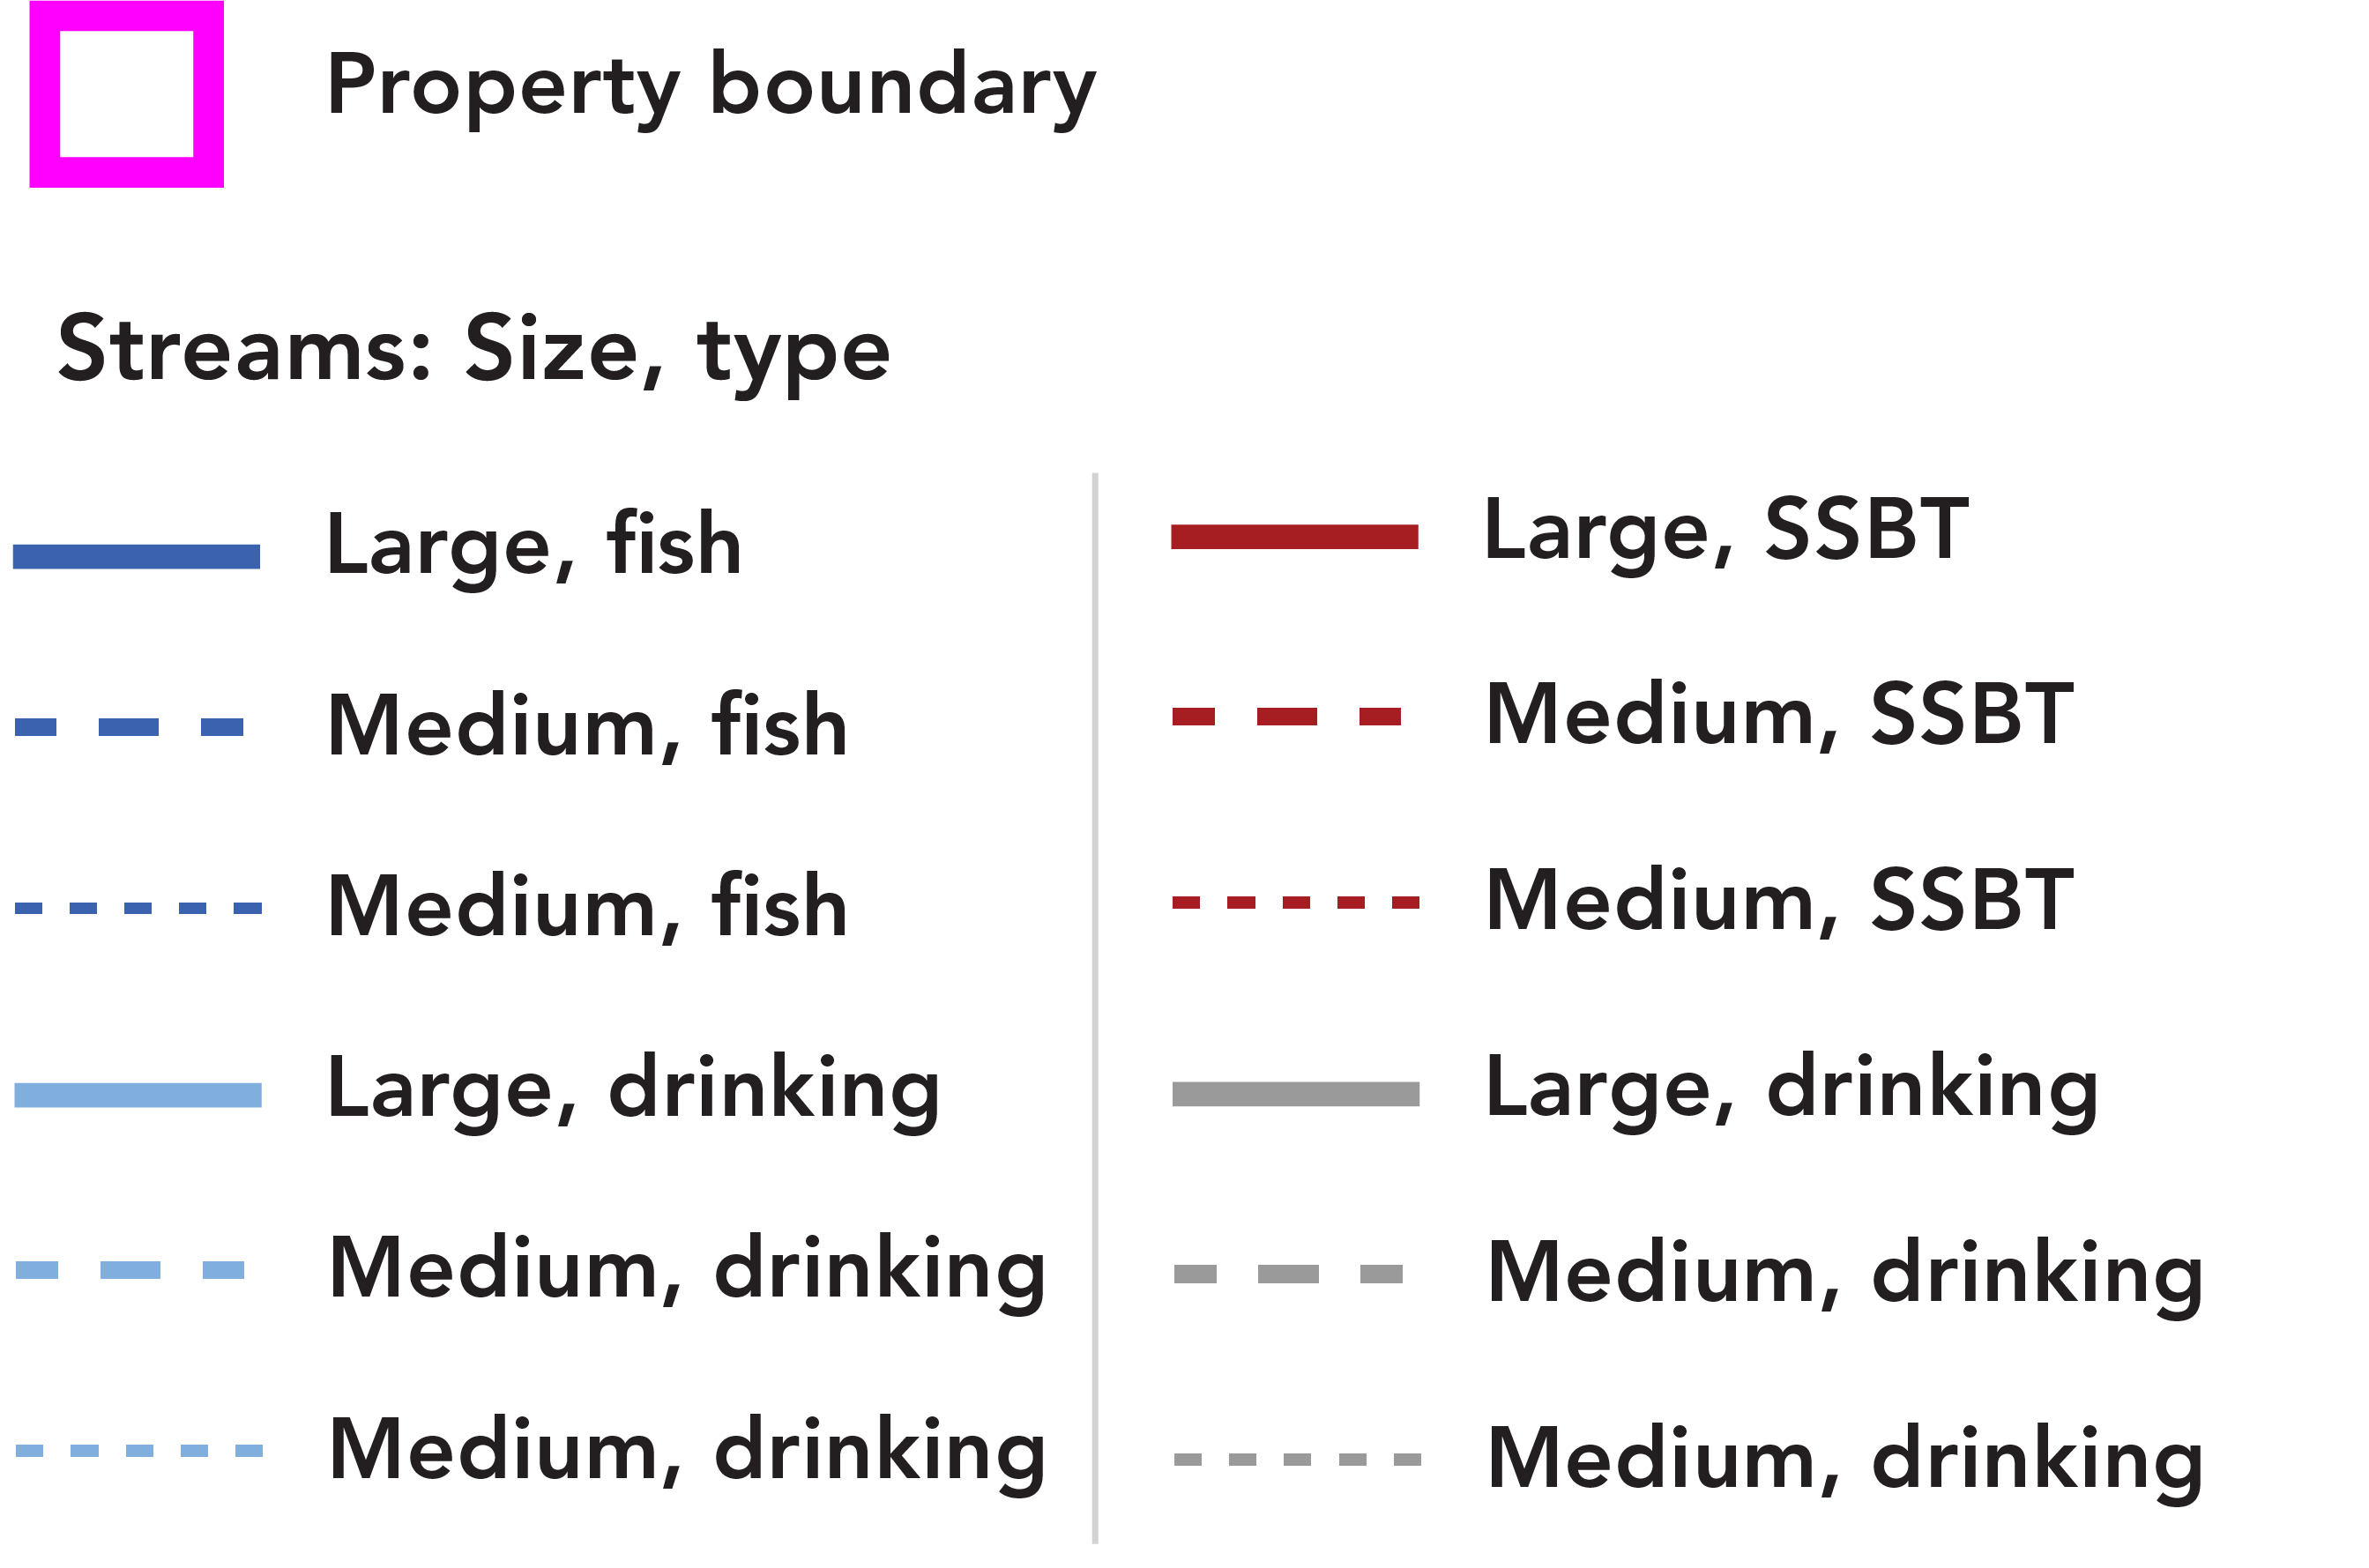 Property boundary
Streams: Size, type
Large, fish
Medium, fish
Medium, fish
Large, drinking
Medium, drinking
Medium, drinking
Large, SSBT
Medium, SSBT
Medium, SSBT
Large, drinking
Medium, drinking
Medium, drinking